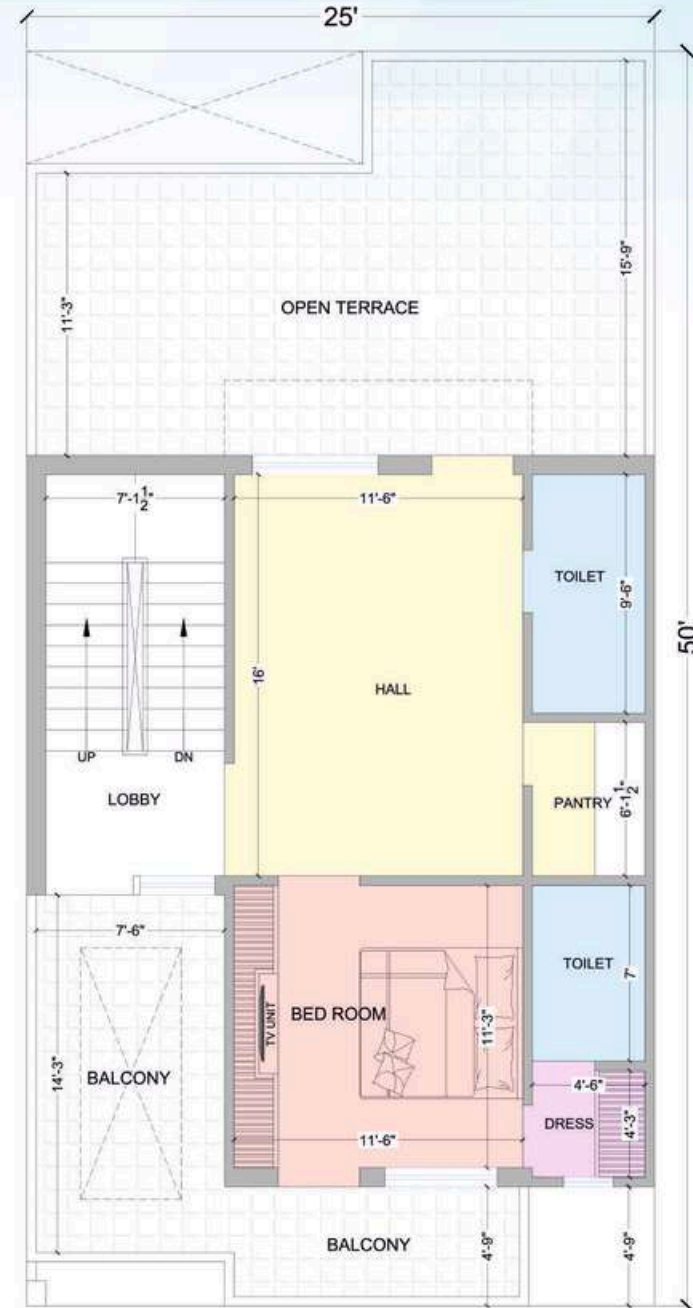 25'
50'
15'-9"
11'-3"
OPEN TERRACE
7'-1½"
11'-6"
TOILET
9'-6"
16'
HALL
UP
DN
LOBBY
PANTRY
6'-1½"
7'-6"
TOILET
7'
TV UNIT
BED ROOM
11'-3"
14'-3"
BALCONY
4'-6"
DRESS
4'-3"
11'-6"
BALCONY
4'-9"
4'-9"